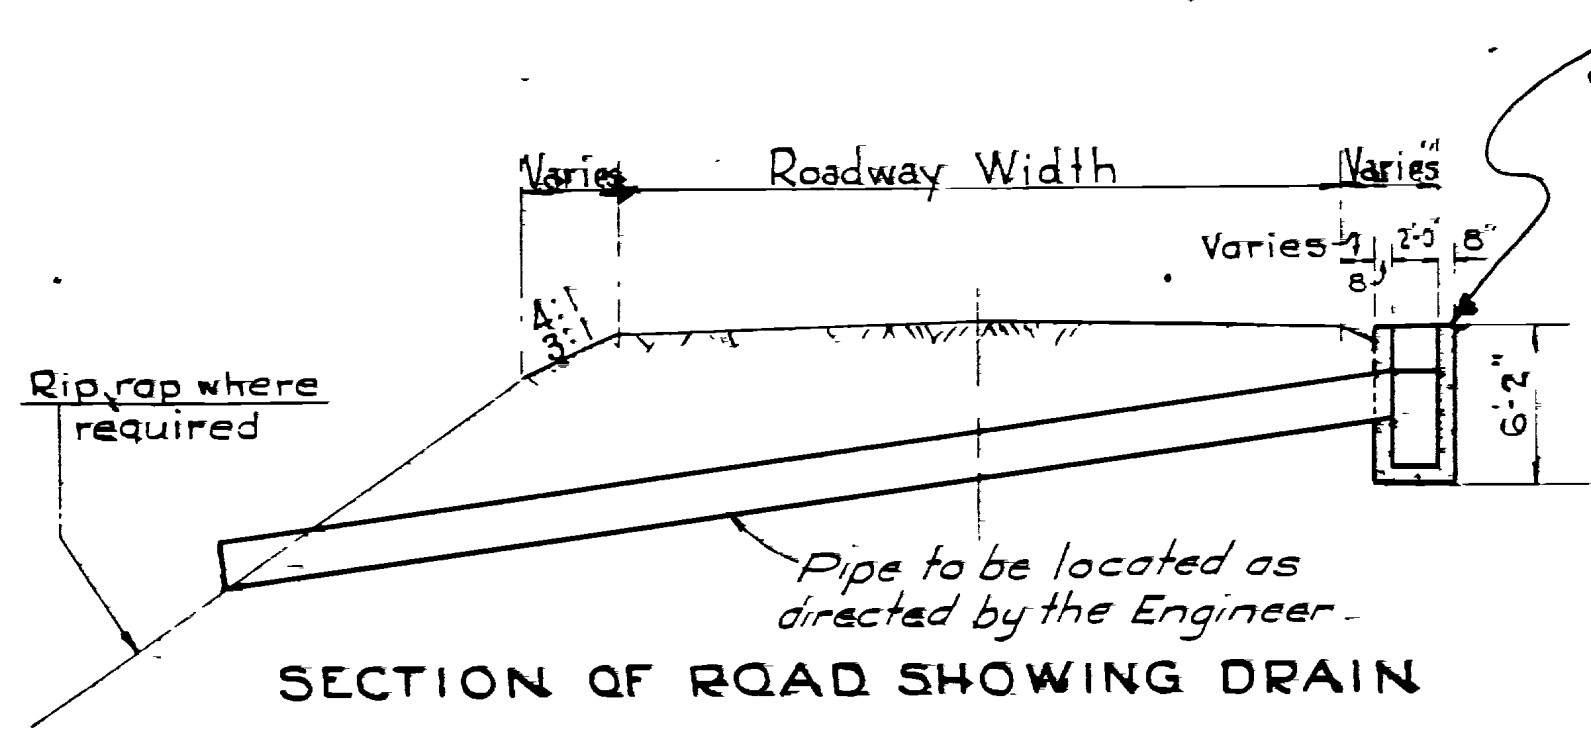 Varies Roadway Width Varies
Varies 2'-0" 8"
8
4:1
3:1
Rip rap where
required
6'-2"
Pipe to be located as
directed by the Engineer
SECTION OF ROAD SHOWING DRAIN